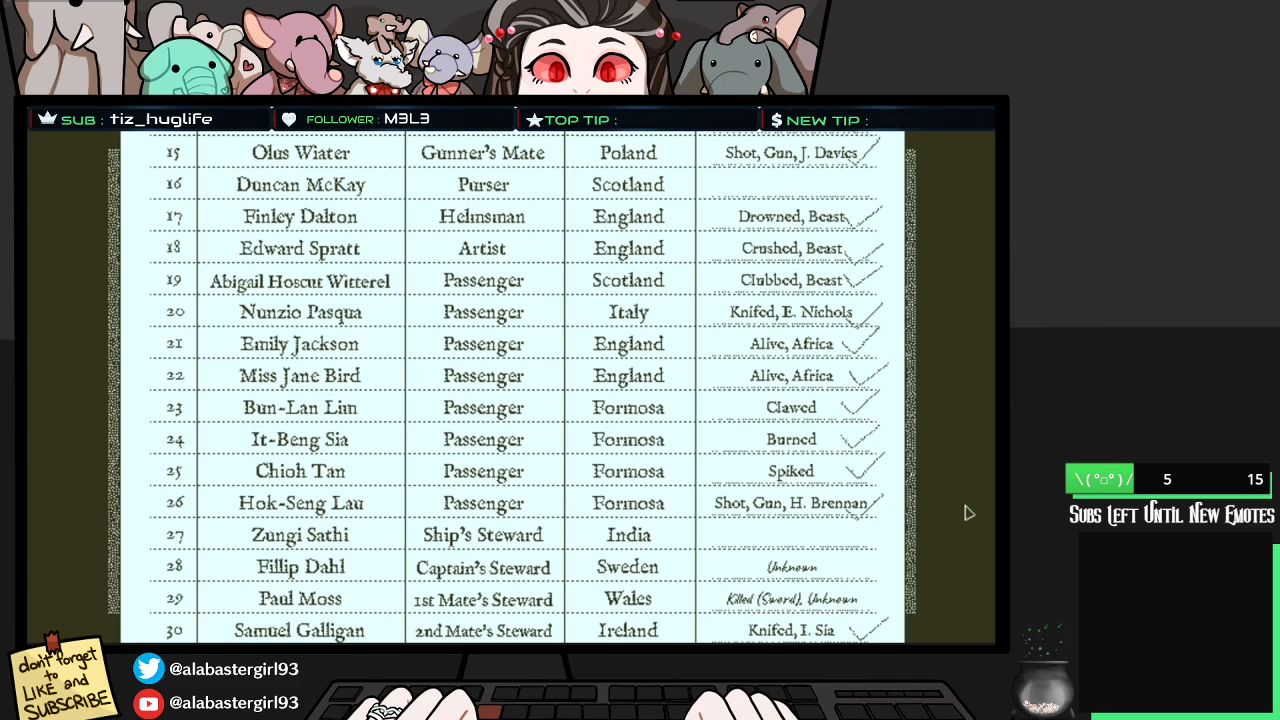 SUB : tiz_huglife FOLLOWER : M3L3 TOP TIP : $ NEW TIP :
15 Olus Wiater Gunner's Mate Poland Shot, Gun, J. Davies
16 Duncan McKay Purser Scotland
17 Finley Dalton Helmsman England Drowned, Beast
18 Edward Spratt Artist England Crushed, Beast
19 Abigail Hoscut Witterel Passenger Scotland Clubbed, Beast
20 Nunzio Pasqua Passenger Italy Knifed, E. Nichols
21 Emily Jackson Passenger England Alive, Africa
22 Miss Jane Bird Passenger England Alive, Africa
23 Bun-Lan Lim Passenger Formosa Clawed
24 It-Beng Sia Passenger Formosa Burned
25 Chioh Tan Passenger Formosa Spiked
26 Hok-Seng Lau Passenger Formosa Shot, Gun, H. Brennan
27 Zungi Sathi Ship's Steward India
28 Fillip Dahl Captain's Steward Sweden Unknown
29 Paul Moss 1st Mate's Steward Wales Killed (Sword), Unknown
30 Samuel Galligan 2nd Mate's Steward Ireland Knifed, I. Sia
\(°□°)/ 5 15
Subs Left Until New Emotes
don't forget
to
LIKE and
SUBSCRIBE
@alabastergirl93
@alabastergirl93